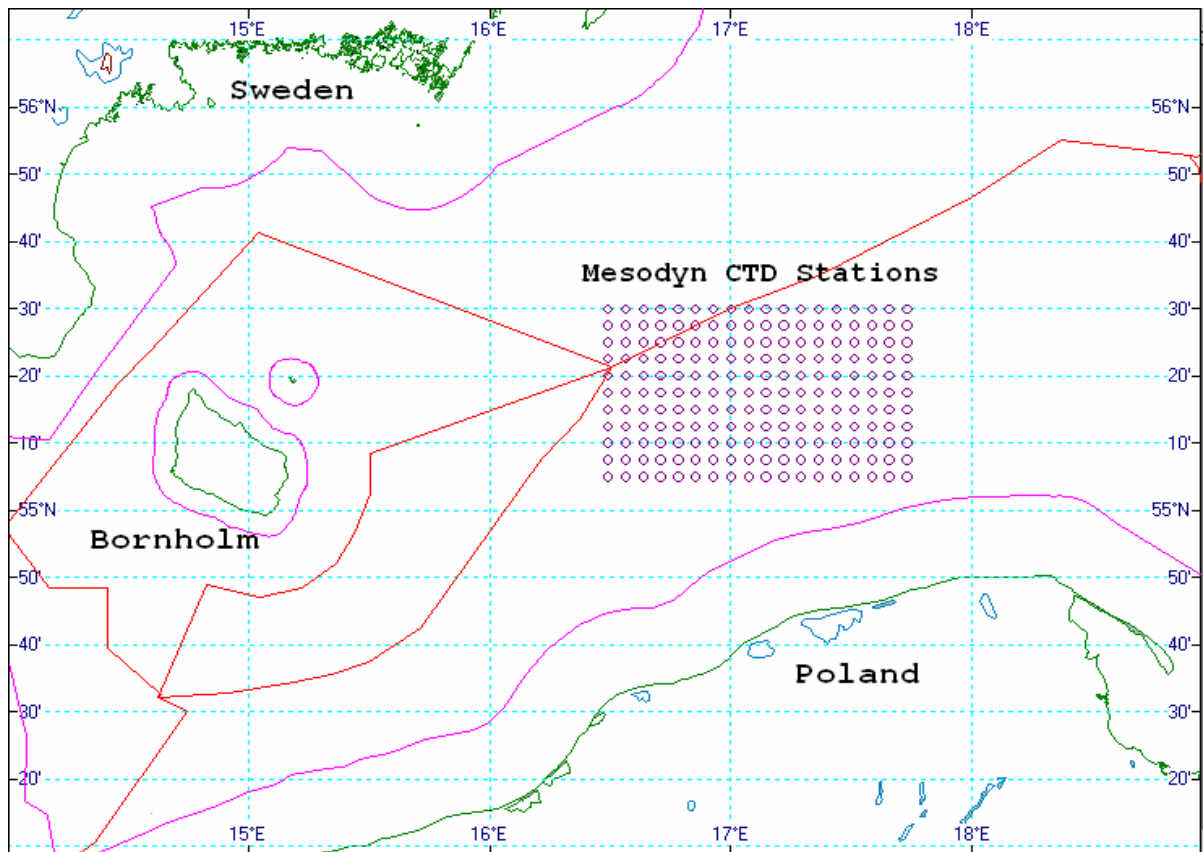 15°E 16°E 17°E 18°E
Sweden
56°N 56°N
50' 50'
40' 40'
Mesodyn CTD Stations
30' 30'
20' 20'
10' 10'
55°N 55°N
Bornholm
50' 50'
40' 40'
Poland
30' 30'
20' 20'
15°E 16°E 17°E 18°E